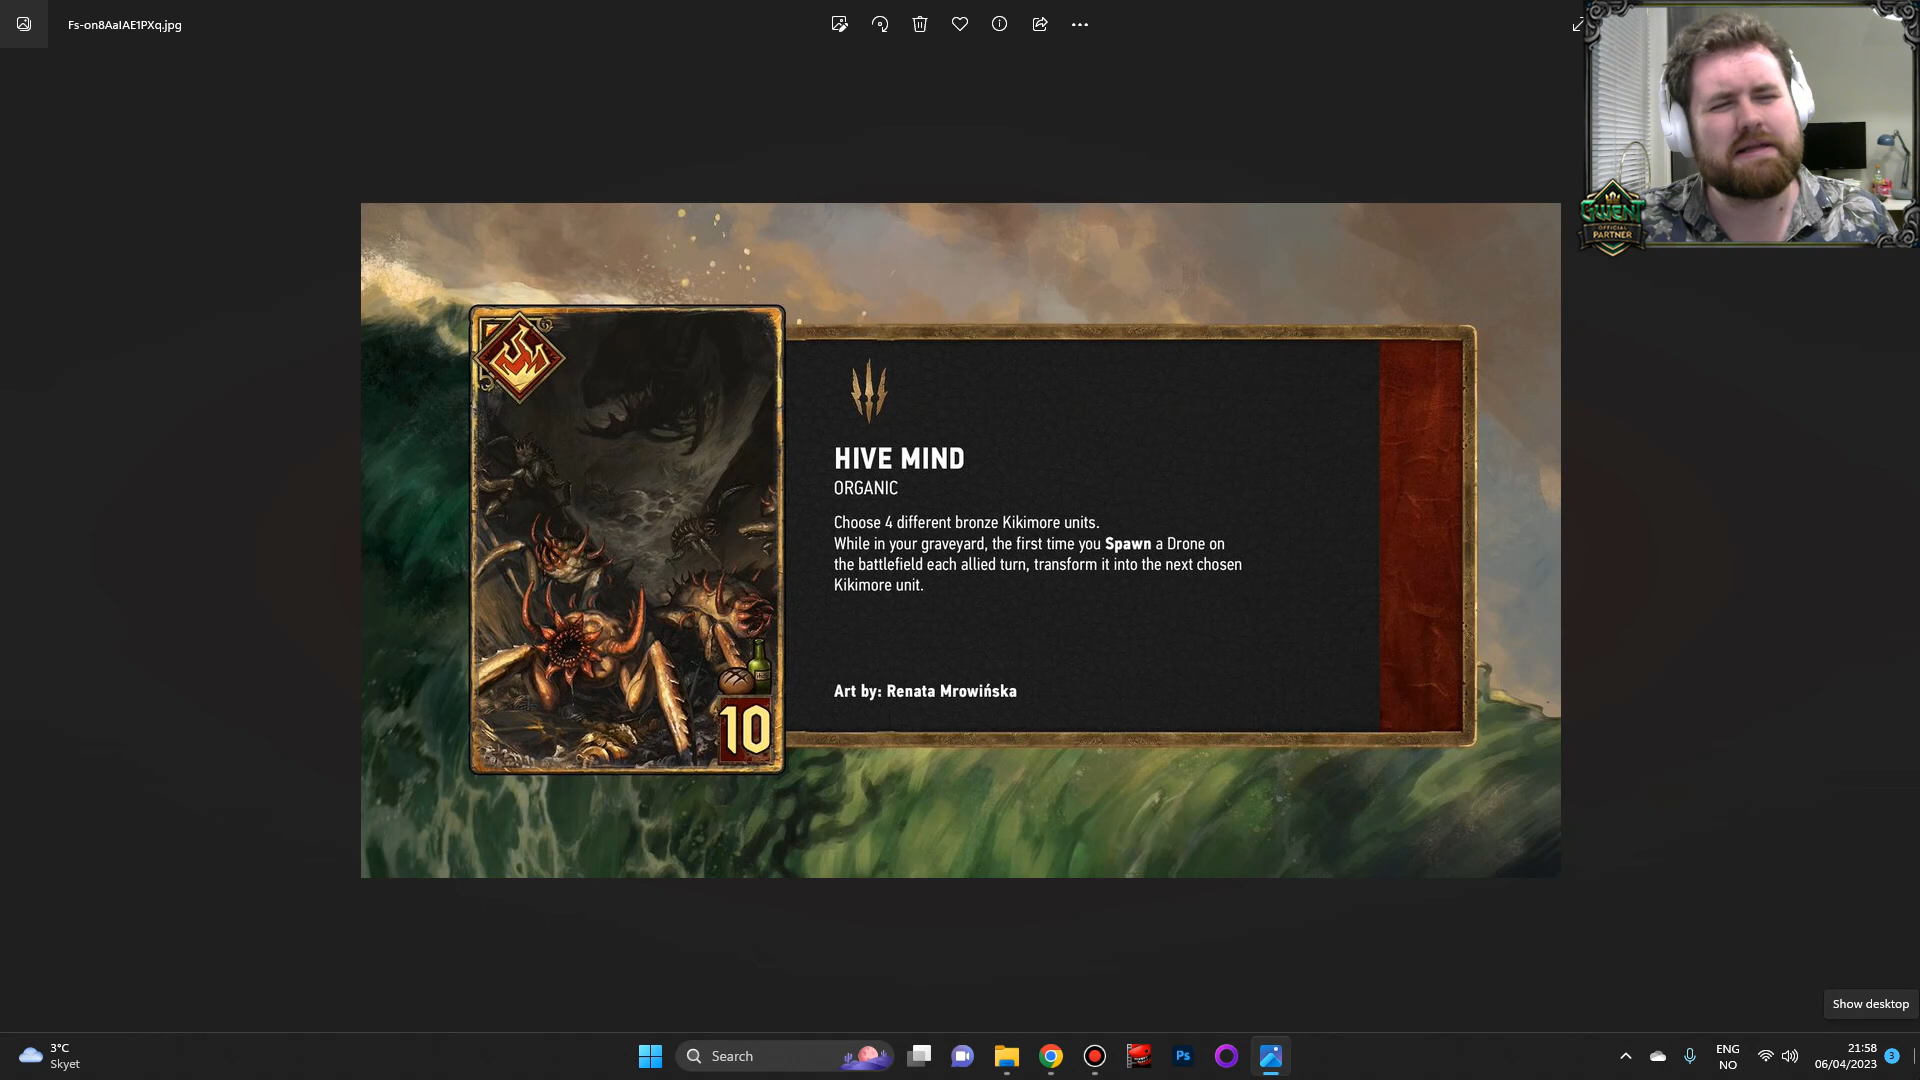 Fs-on8AaIAE1PXq.jpg
GWENT
OFFICIAL
PARTNER
HIVE MIND
ORGANIC
Choose 4 different bronze Kikimore units.
While in your graveyard, the first time you Spawn a Drone on
the battlefield each allied turn, transform it into the next chosen
Kikimore unit.
Art by: Renata Mrowińska
10
Show desktop
3°C
Skyet
Search
Ps
ENG
NO
21:58
06/04/2023
3